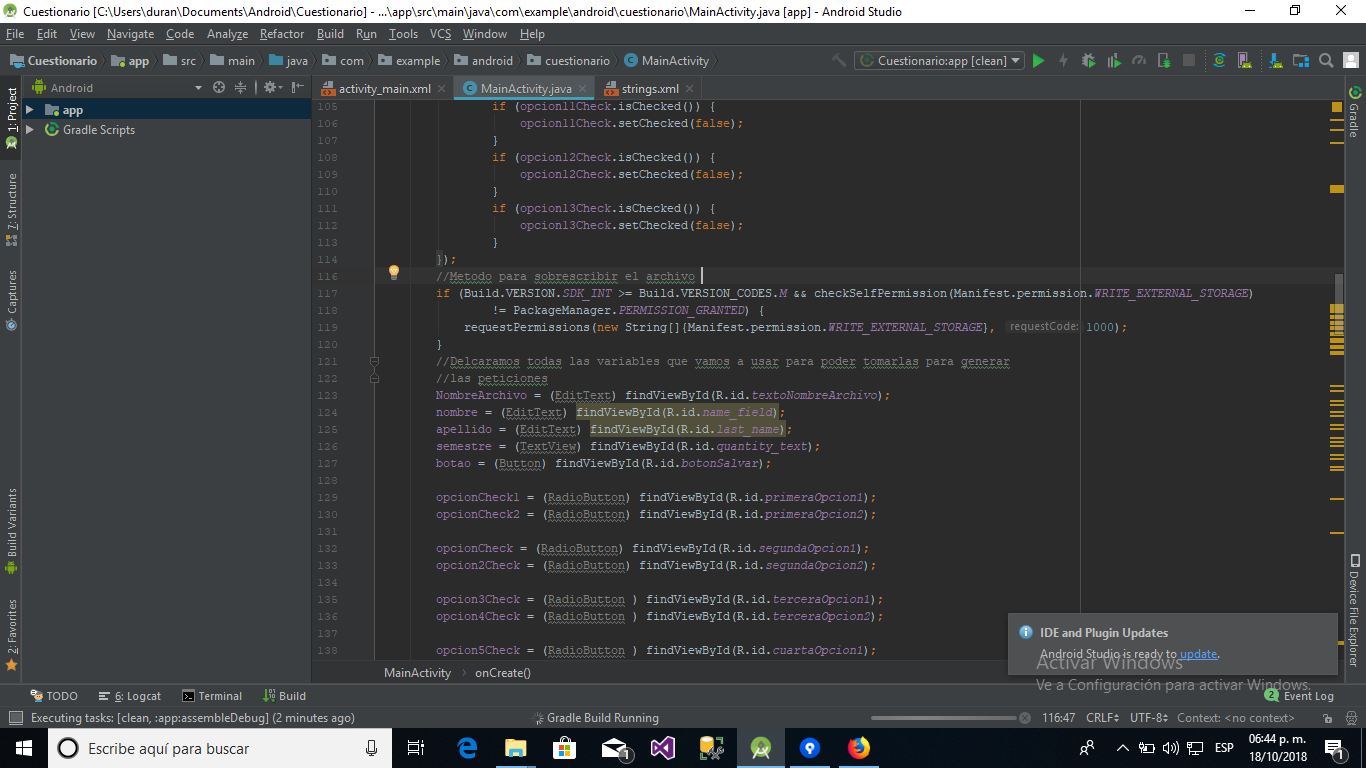 Cuestionario [C:\Users\duran\Documents\Android\Cuestionario] - ...\app\src\main\java\com\example\android\cuestionario\MainActivity.java [app] - Android Studio
File Edit View Navigate Code Analyze Refactor Build Run Tools VCS Window Help
Cuestionario app src main java com example android cuestionario MainActivity Cuestionario:app [clean]
Android
activity_main.xml MainActivity.java strings.xml
app
Gradle Scripts
1: Project
7: Structure
Captures
Build Variants
2: Favorites
Gradle
Device File Explorer
105 if (opcion11Check.isChecked()) {
106 opcion11Check.setChecked(false);
107 }
108 if (opcion12Check.isChecked()) {
109 opcion12Check.setChecked(false);
110 }
111 if (opcion13Check.isChecked()) {
112 opcion13Check.setChecked(false);
113 }
114 });
116 //Metodo para sobrescribir el archivo
117 if (Build.VERSION.SDK_INT >= Build.VERSION_CODES.M && checkSelfPermission(Manifest.permission.WRITE_EXTERNAL_STORAGE)
118 != PackageManager.PERMISSION_GRANTED) {
119 requestPermissions(new String[]{Manifest.permission.WRITE_EXTERNAL_STORAGE}, requestCode: 1000);
120 }
121 //Delcaramos todas las variables que vamos a usar para poder tomarlas para generar
122 //las peticiones
123 NombreArchivo = (EditText) findViewById(R.id.textoNombreArchivo);
124 nombre = (EditText) findViewById(R.id.name_field);
125 apellido = (EditText) findViewById(R.id.last_name);
126 semestre = (TextView) findViewById(R.id.quantity_text);
127 botao = (Button) findViewById(R.id.botonSalvar);
128
129 opcionCheck1 = (RadioButton) findViewById(R.id.primeraOpcion1);
130 opcionCheck2 = (RadioButton) findViewById(R.id.primeraOpcion2);
131
132 opcionCheck = (RadioButton) findViewById(R.id.segundaOpcion1);
133 opcion2Check = (RadioButton) findViewById(R.id.segundaOpcion2);
134
135 opcion3Check = (RadioButton ) findViewById(R.id.terceraOpcion1);
136 opcion4Check = (RadioButton ) findViewById(R.id.terceraOpcion2);
137
138 opcion5Check = (RadioButton ) findViewById(R.id.cuartaOpcion1);
IDE and Plugin Updates
Android Studio is ready to update.
Activar Windows
Ve a Configuración para activar Windows.
MainActivity › onCreate()
TODO 6: Logcat Terminal Build 2 Event Log
Executing tasks: [clean, :app:assembleDebug] (2 minutes ago) Gradle Build Running 116:47 CRLF UTF-8 Context: <no context>
Escribe aquí para buscar
1
ESP
06:44 p. m.
18/10/2018
1